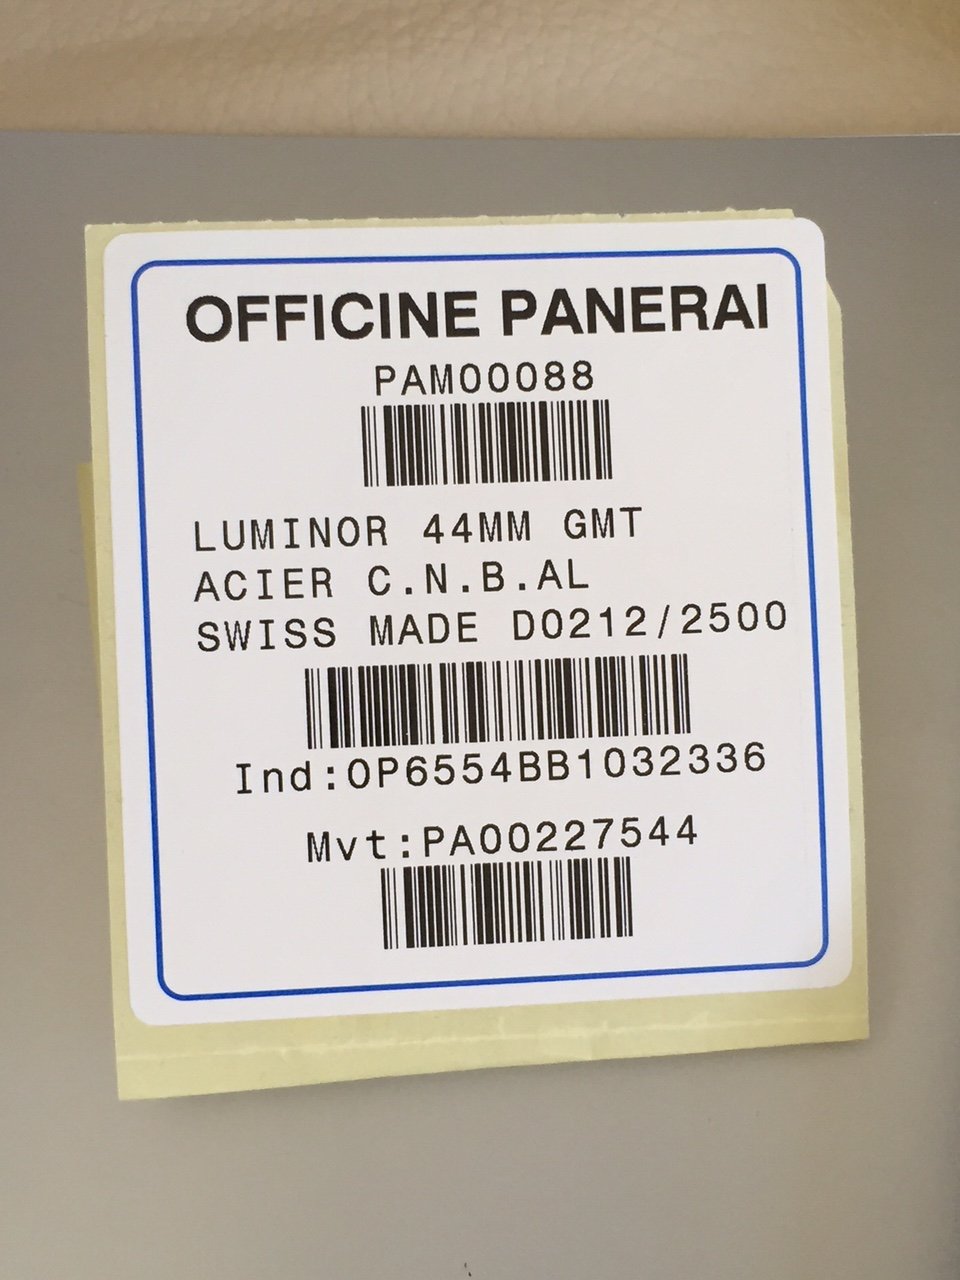 OFFICINE PANERAI
PAM00088
LUMINOR 44MM GMT
ACIER C.N.B.AL
SWISS MADE D0212/2500
Ind:OP6554BB1032336
Mvt:PA00227544